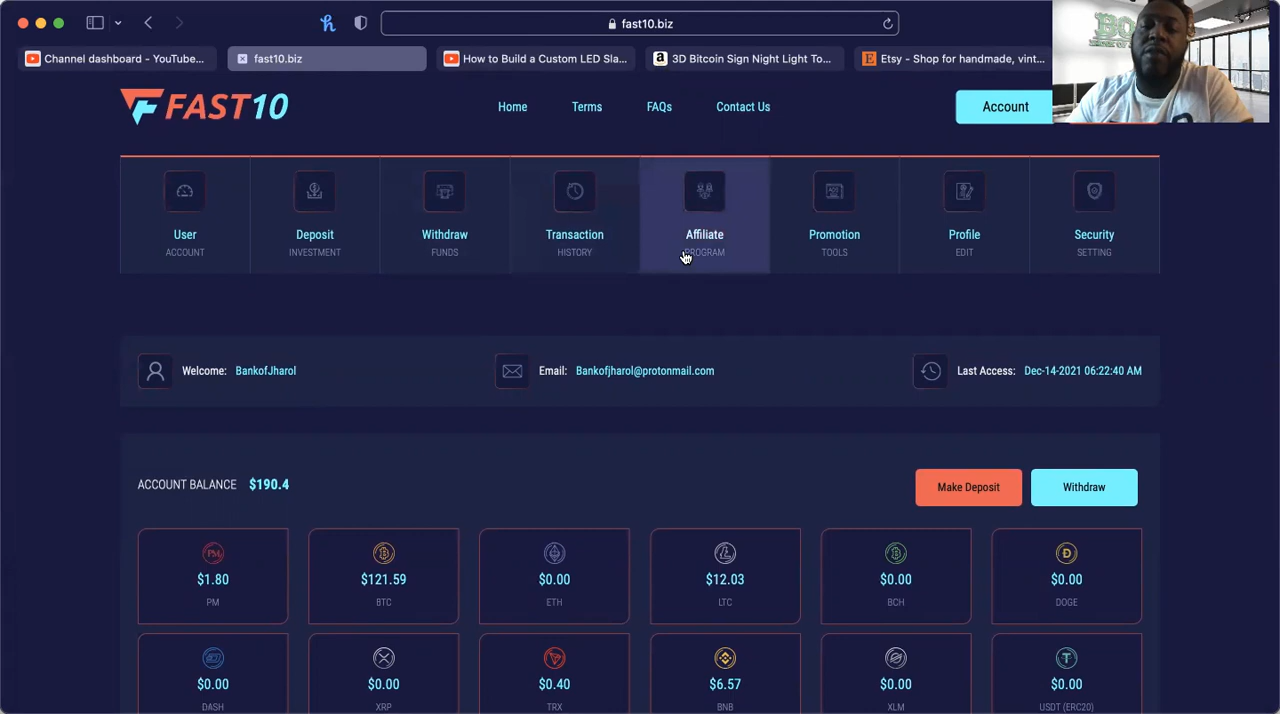 fast10.biz
Channel dashboard - YouTube...
fast10.biz
How to Build a Custom LED Sla...
a
3D Bitcoin Sign Night Light To...
E
Etsy - Shop for handmade, vint...
FAST10
Home
Terms
FAQs
Contact Us
Account
User
ACCOUNT
Deposit
INVESTMENT
Withdraw
FUNDS
Transaction
HISTORY
Affiliate
PROGRAM
Promotion
TOOLS
Profile
EDIT
Security
SETTING
Welcome: BankofJharol
Email: Bankofjharol@protonmail.com
Last Access: Dec-14-2021 06:22:40 AM
ACCOUNT BALANCE $190.4
Make Deposit
Withdraw
$1.80
PM
$121.59
BTC
$0.00
ETH
$12.03
LTC
$0.00
BCH
$0.00
DOGE
$0.00
DASH
$0.00
XRP
$0.40
TRX
$6.57
BNB
$0.00
XLM
$0.00
USDT (ERC20)